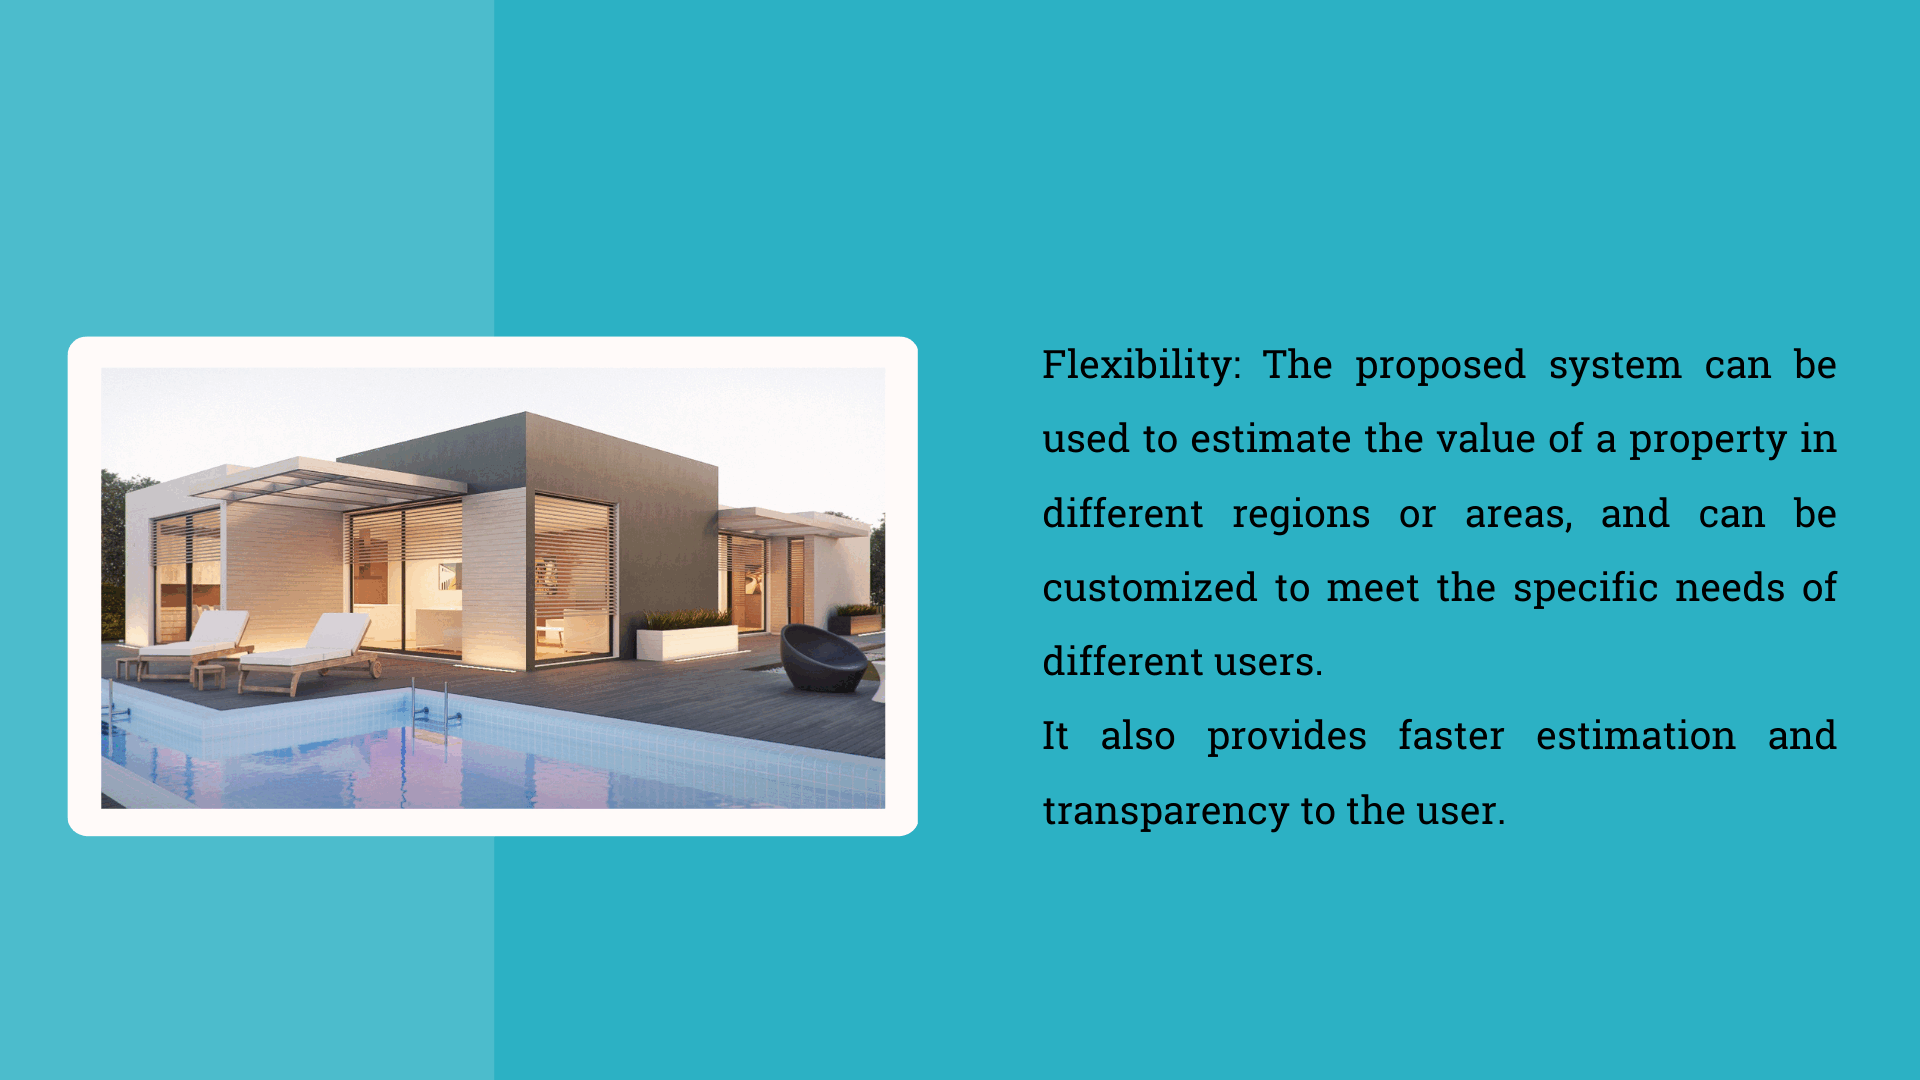 Flexibility: The proposed system can be
used to estimate the value of a property in
different regions or areas, and can be
customized to meet the specific needs of
different users.
It also provides faster estimation and
transparency to the user.